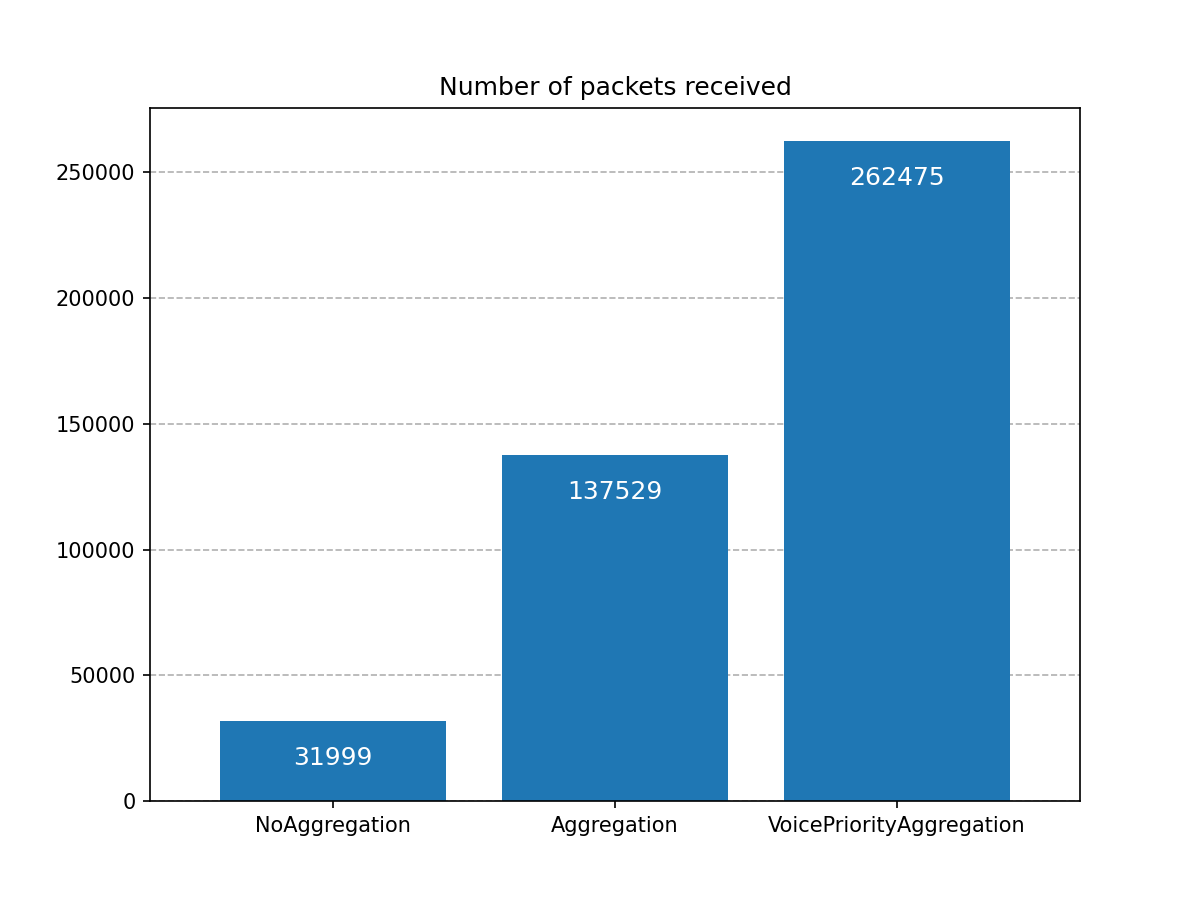 Number of packets received
250000
200000
150000
100000
50000
0
262475
137529
31999
NoAggregation
Aggregation
VoicePriorityAggregation